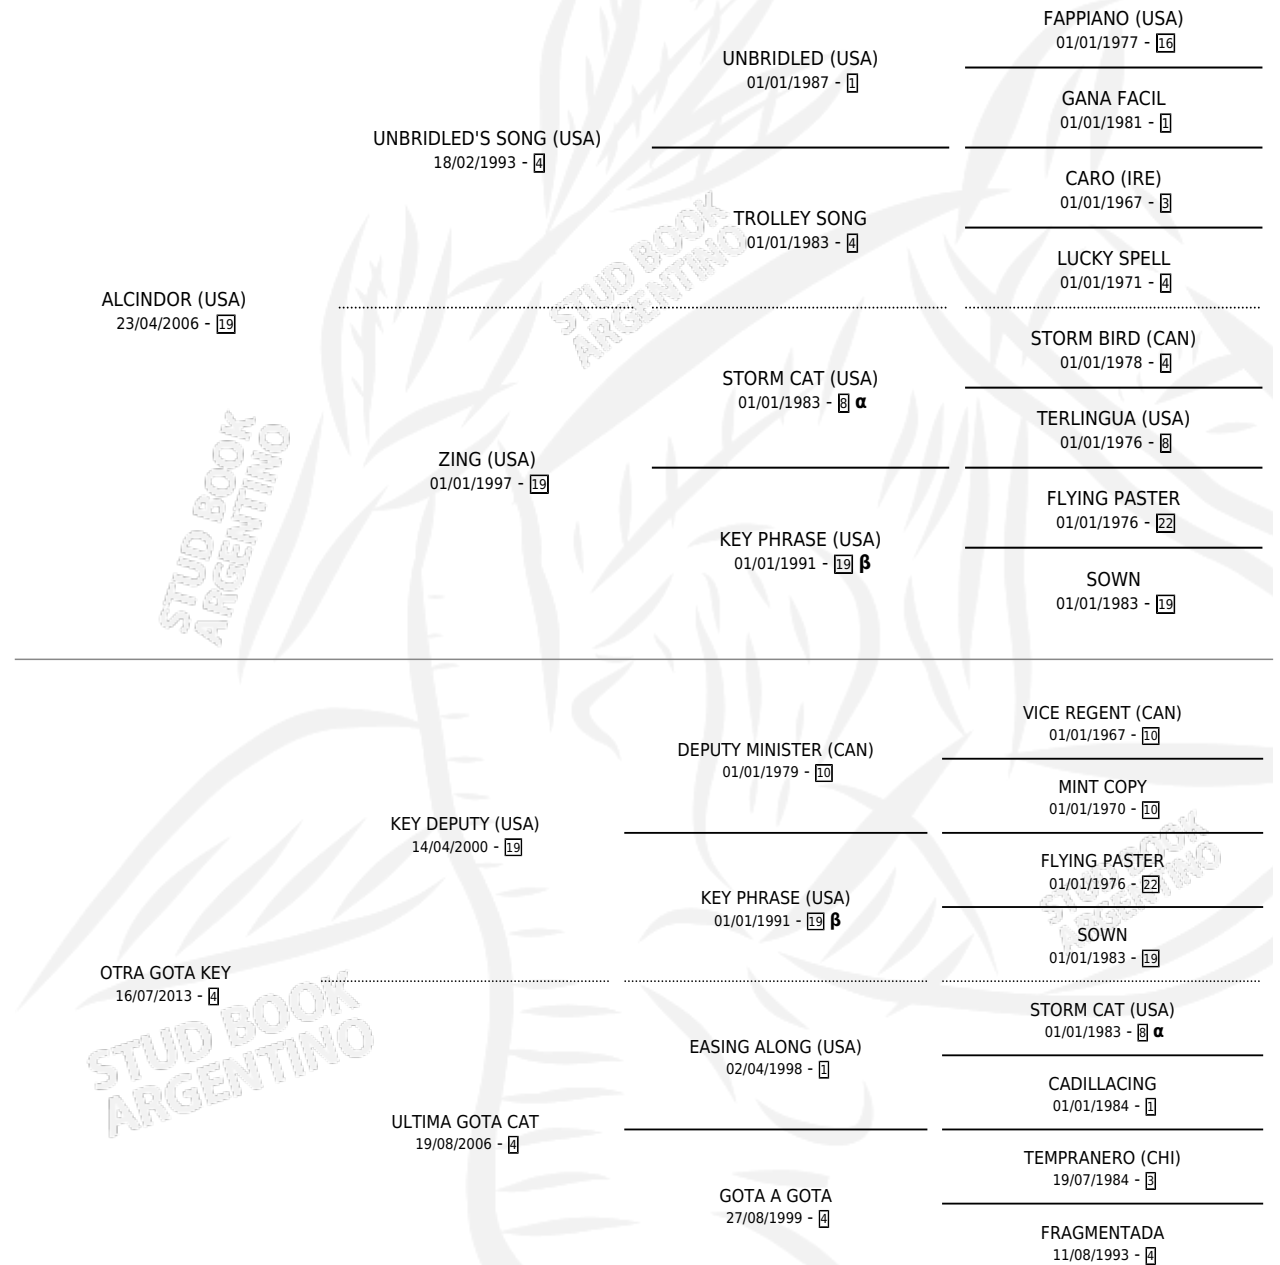 FAPPIANO (USA)
01/01/1977 - 16
UNBRIDLED (USA)
01/01/1987 - 1
GANA FACIL
01/01/1981 - 1
UNBRIDLED'S SONG (USA)
18/02/1993 - 4
CARO (IRE)
01/01/1967 - 3
TROLLEY SONG
01/01/1983 - 4
LUCKY SPELL
01/01/1971 - 4
ALCINDOR (USA)
23/04/2006 - 19
STORM BIRD (CAN)
01/01/1978 - 4
STORM CAT (USA)
01/01/1983 - 8 α
TERLINGUA (USA)
01/01/1976 - 8
ZING (USA)
01/01/1997 - 19
FLYING PASTER
01/01/1976 - 22
KEY PHRASE (USA)
01/01/1991 - 19 β
SOWN
01/01/1983 - 19
VICE REGENT (CAN)
01/01/1967 - 10
DEPUTY MINISTER (CAN)
01/01/1979 - 10
MINT COPY
01/01/1970 - 10
KEY DEPUTY (USA)
14/04/2000 - 19
FLYING PASTER
01/01/1976 - 22
KEY PHRASE (USA)
01/01/1991 - 19 β
SOWN
01/01/1983 - 19
OTRA GOTA KEY
16/07/2013 - 4
STORM CAT (USA)
01/01/1983 - 8 α
EASING ALONG (USA)
02/04/1998 - 1
CADILLACING
01/01/1984 - 1
ULTIMA GOTA CAT
19/08/2006 - 4
TEMPRANERO (CHI)
19/07/1984 - 3
GOTA A GOTA
27/08/1999 - 4
FRAGMENTADA
11/08/1993 - 4
STUD BOOK
ARGENTINO
STUD BOOK
ARGENTINO
STUD BOOK
ARGENTINO
STUD BOOK
ARGENTINO